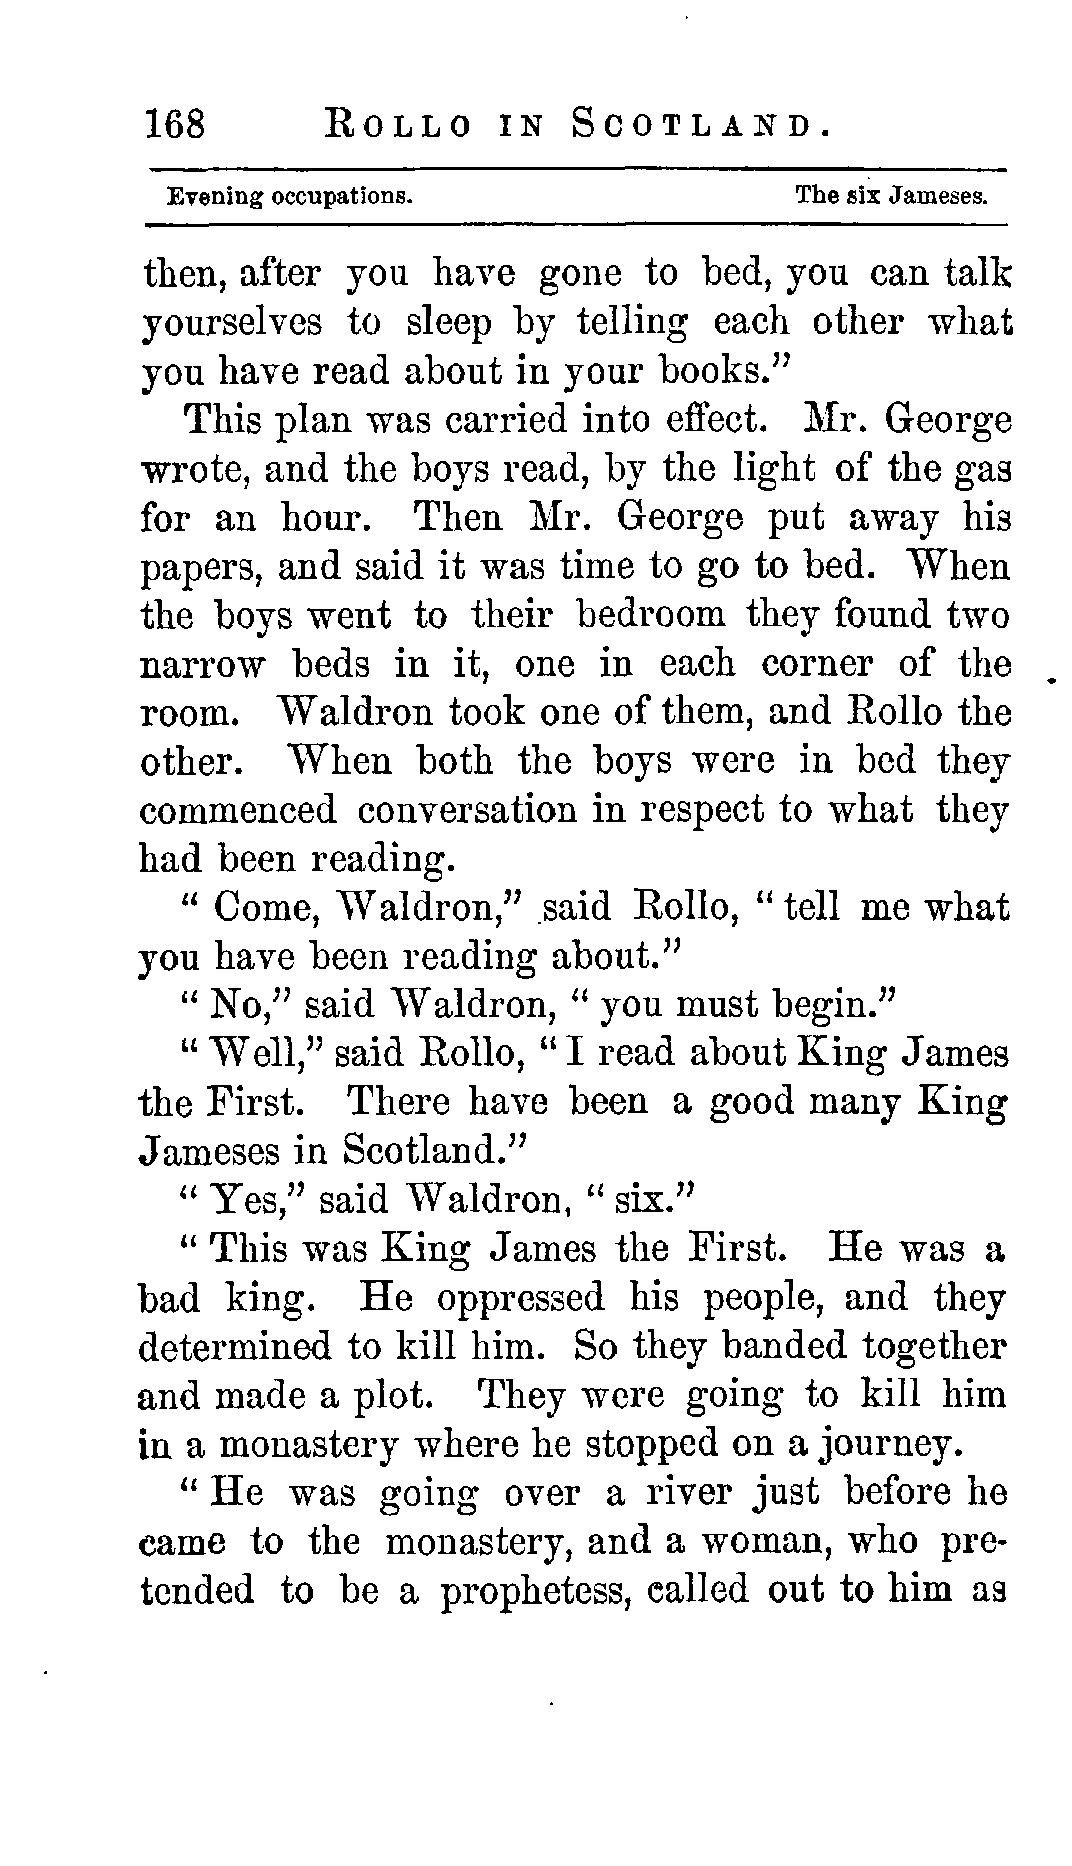 168 ROLLO IN SCOTLAND.
Evening occupations. The six Jameses.
then, after you have gone to bed, you can talk
yourselves to sleep by telling each other what
you have read about in your books.”
This plan was carried into effect. Mr. George
wrote, and the boys read, by the light of the gas
for an hour. Then Mr. George put away his
papers, and said it was time to go to bed. When
the boys went to their bedroom they found two
narrow beds in it, one in each corner of the
room. Waldron took one of them, and Rollo the
other. When both the boys were in bed they
commenced conversation in respect to what they
had been reading.
“ Come, Waldron,” said Rollo, “ tell me what
you have been reading about.”
“ No,” said Waldron, “ you must begin.”
“ Well,” said Rollo, “ I read about King James
the First. There have been a good many King
Jameses in Scotland.”
“ Yes,” said Waldron, “ six.”
“ This was King James the First. He was a
bad king. He oppressed his people, and they
determined to kill him. So they banded together
and made a plot. They were going to kill him
in a monastery where he stopped on a journey.
“ He was going over a river just before he
came to the monastery, and a woman, who pre-
tended to be a prophetess, called out to him as